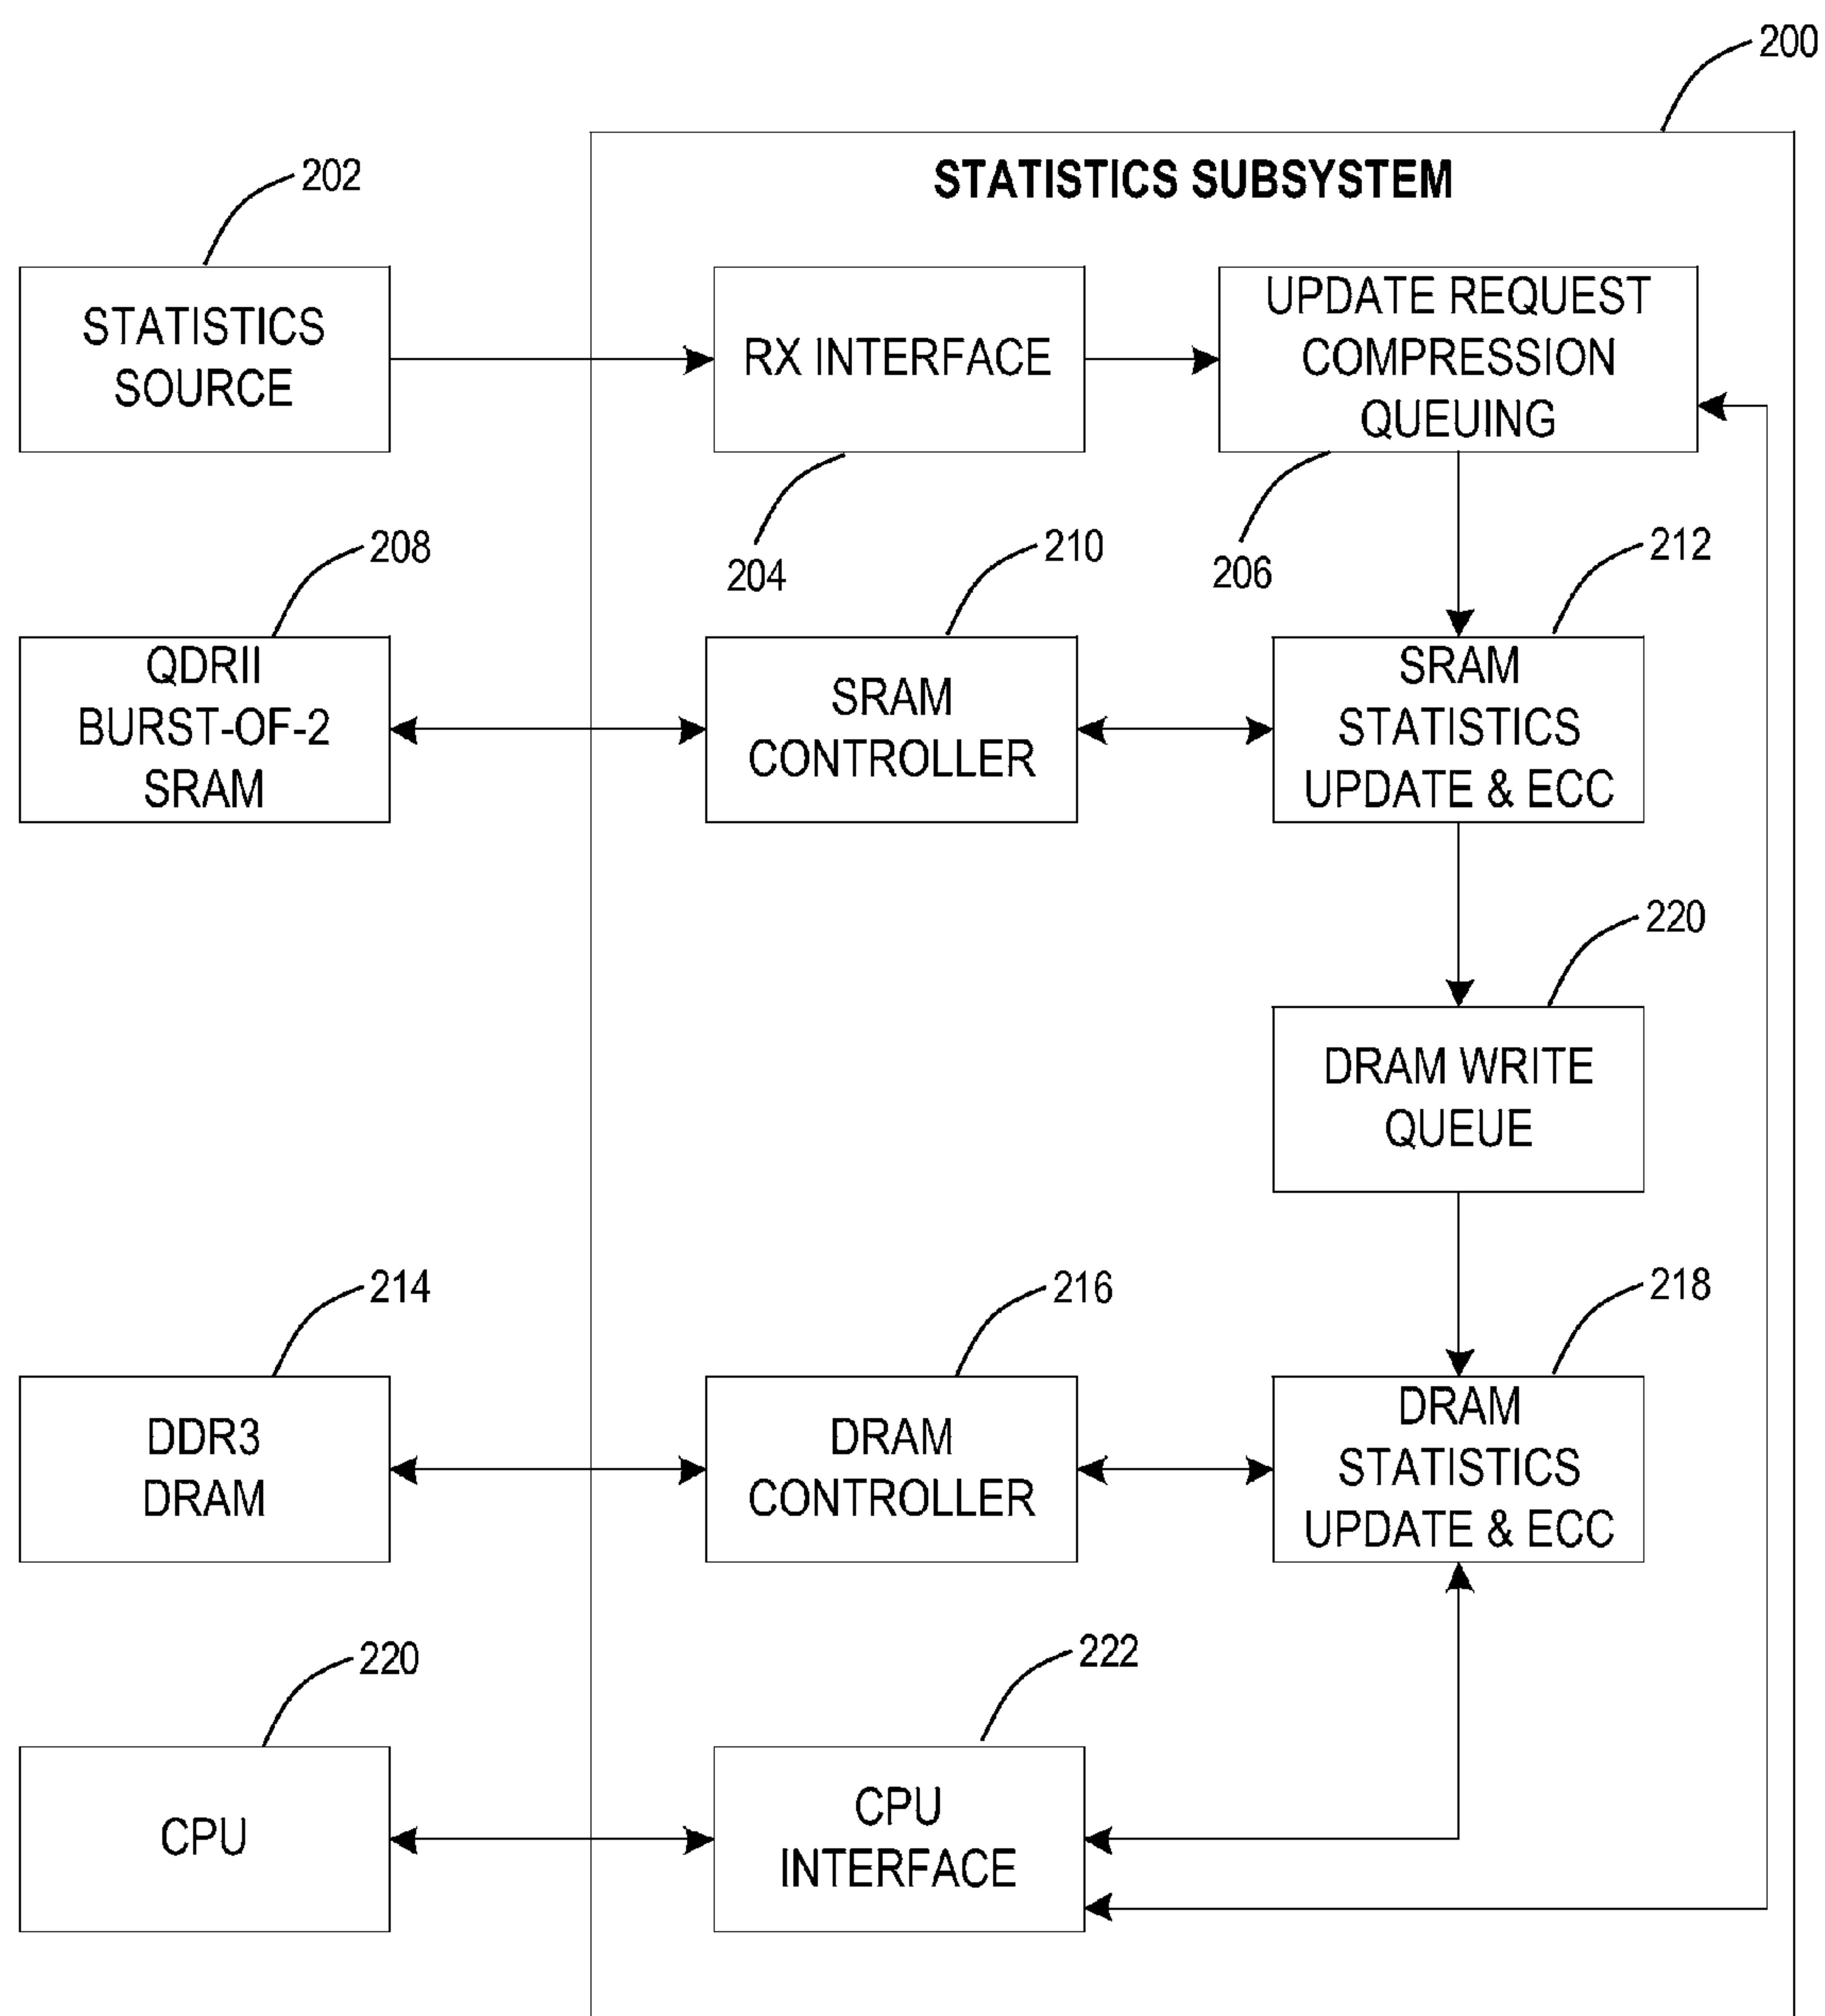 200
STATISTICS SUBSYSTEM
202
STATISTICS
SOURCE
RX INTERFACE
UPDATE REQUEST
COMPRESSION
QUEUING
204
206
208
210
212
QDRII
BURST-OF-2
SRAM
SRAM
CONTROLLER
SRAM
STATISTICS
UPDATE & ECC
220
DRAM WRITE
QUEUE
214
216
218
DDR3
DRAM
DRAM
CONTROLLER
DRAM
STATISTICS
UPDATE & ECC
220
222
CPU
CPU
INTERFACE